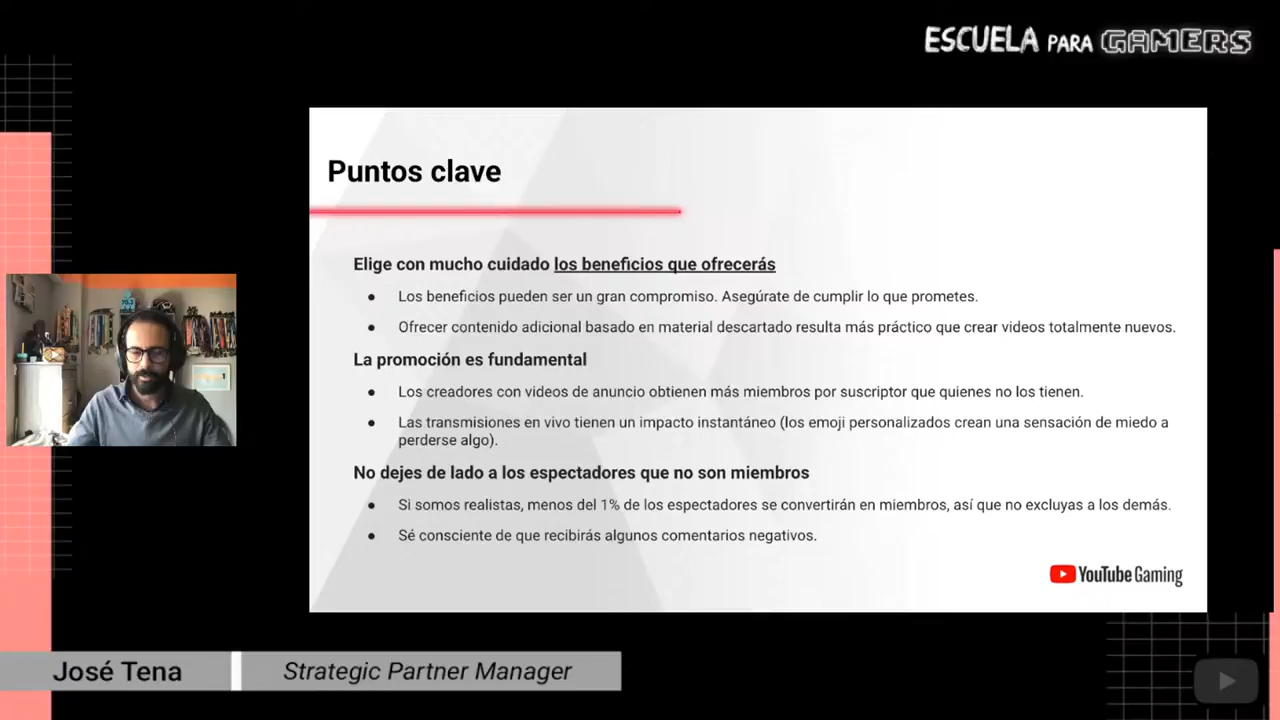 ESCUELA PARA GAMERS
Puntos clave
Elige con mucho cuidado los beneficios que ofrecerás
● Los beneficios pueden ser un gran compromiso. Asegúrate de cumplir lo que prometes.
● Ofrecer contenido adicional basado en material descartado resulta más práctico que crear videos totalmente nuevos.
La promoción es fundamental
● Los creadores con videos de anuncio obtienen más miembros por suscriptor que quienes no los tienen.
● Las transmisiones en vivo tienen un impacto instantáneo (los emoji personalizados crean una sensación de miedo a
perderse algo).
No dejes de lado a los espectadores que no son miembros
● Si somos realistas, menos del 1% de los espectadores se convertirán en miembros, así que no excluyas a los demás.
● Sé consciente de que recibirás algunos comentarios negativos.
YouTube Gaming
José Tena
Strategic Partner Manager